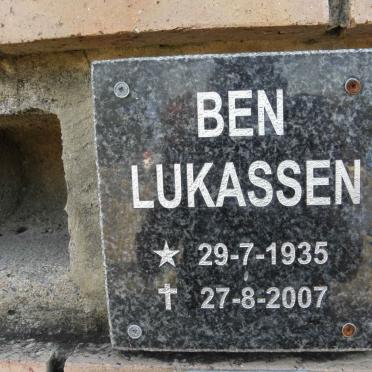 BEN
LUKASSEN
★ 29-7-1935
✝ 27-8-2007